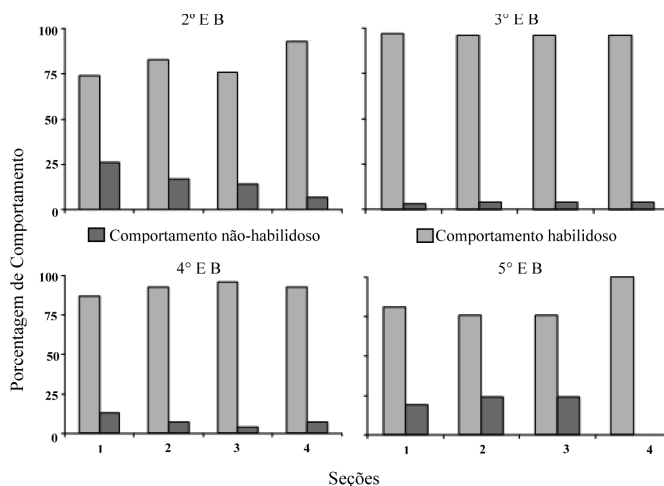 2º E B
3° E B
100
75
50
25
0
Comportamento não-habilidoso
Comportamento habilidoso
Porcentagem de Comportamento
4° E B
5° E B
100
75
50
25
0
1 2 3 4
1 2 3 4
Seções